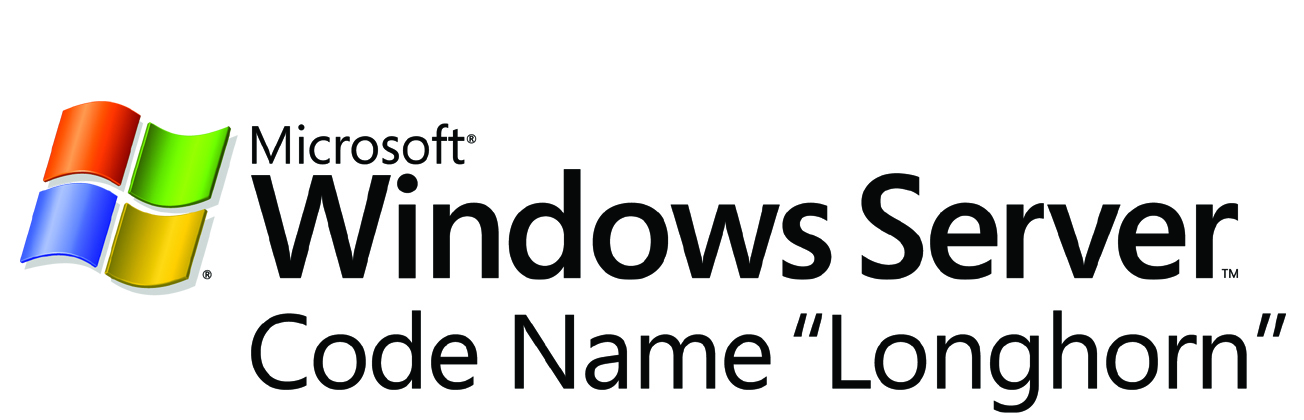 Microsoft®
Windows Server™
Code Name “Longhorn”
®